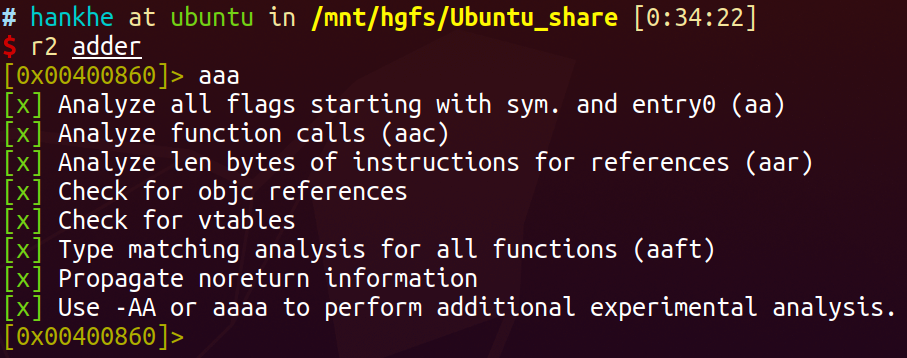 # hankhe at ubuntu in /mnt/hgfs/Ubuntu_share [0:34:22]
$ r2 adder
[0x00400860]> aaa
[x] Analyze all flags starting with sym. and entry0 (aa)
[x] Analyze function calls (aac)
[x] Analyze len bytes of instructions for references (aar)
[x] Check for objc references
[x] Check for vtables
[x] Type matching analysis for all functions (aaft)
[x] Propagate noreturn information
[x] Use -AA or aaaa to perform additional experimental analysis.
[0x00400860]>